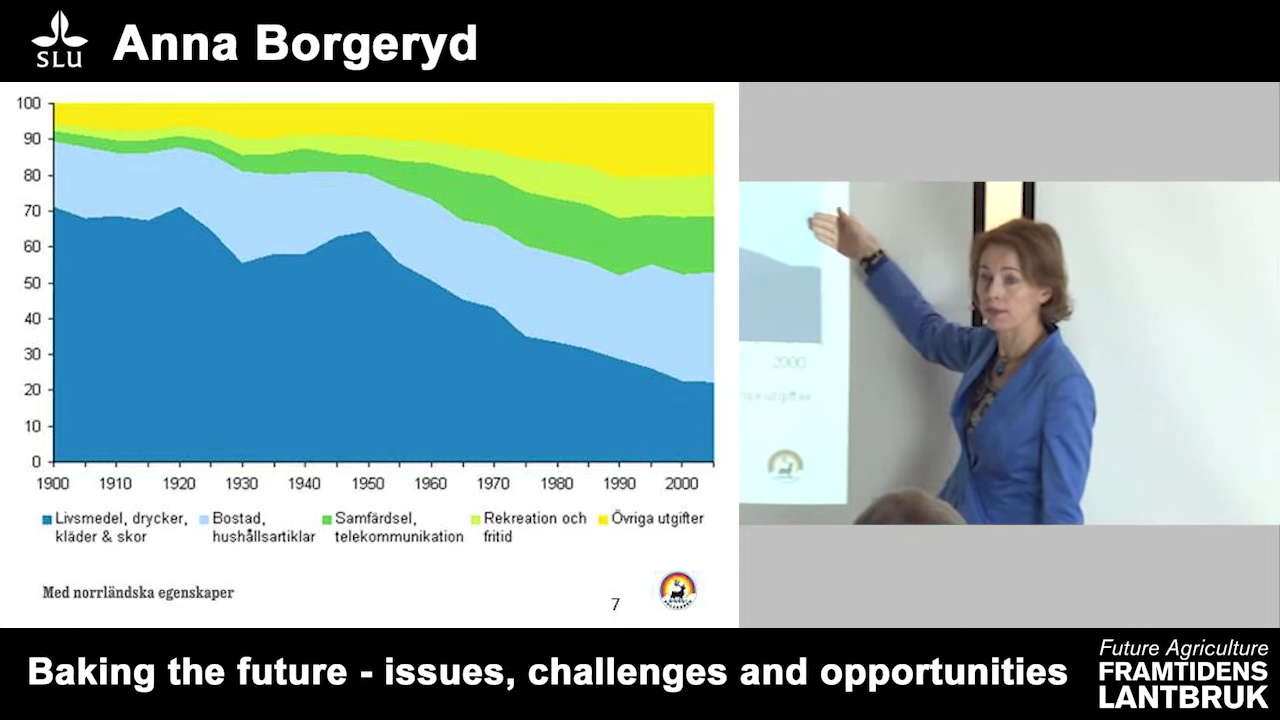 SLU
Anna Borgeryd
100
90
80
70
60
50
40
30
20
10
0
1900 1910 1920 1930 1940 1950 1960 1970 1980 1990 2000
Livsmedel, drycker, kläder & skor
Bostad, hushållsartiklar
Samfärdsel, telekommunikation
Rekreation och fritid
Övriga utgifter
Med norrländska egenskaper
7
2000
Baking the future - issues, challenges and opportunities
Future Agriculture
FRAMTIDENS
LANTBRUK